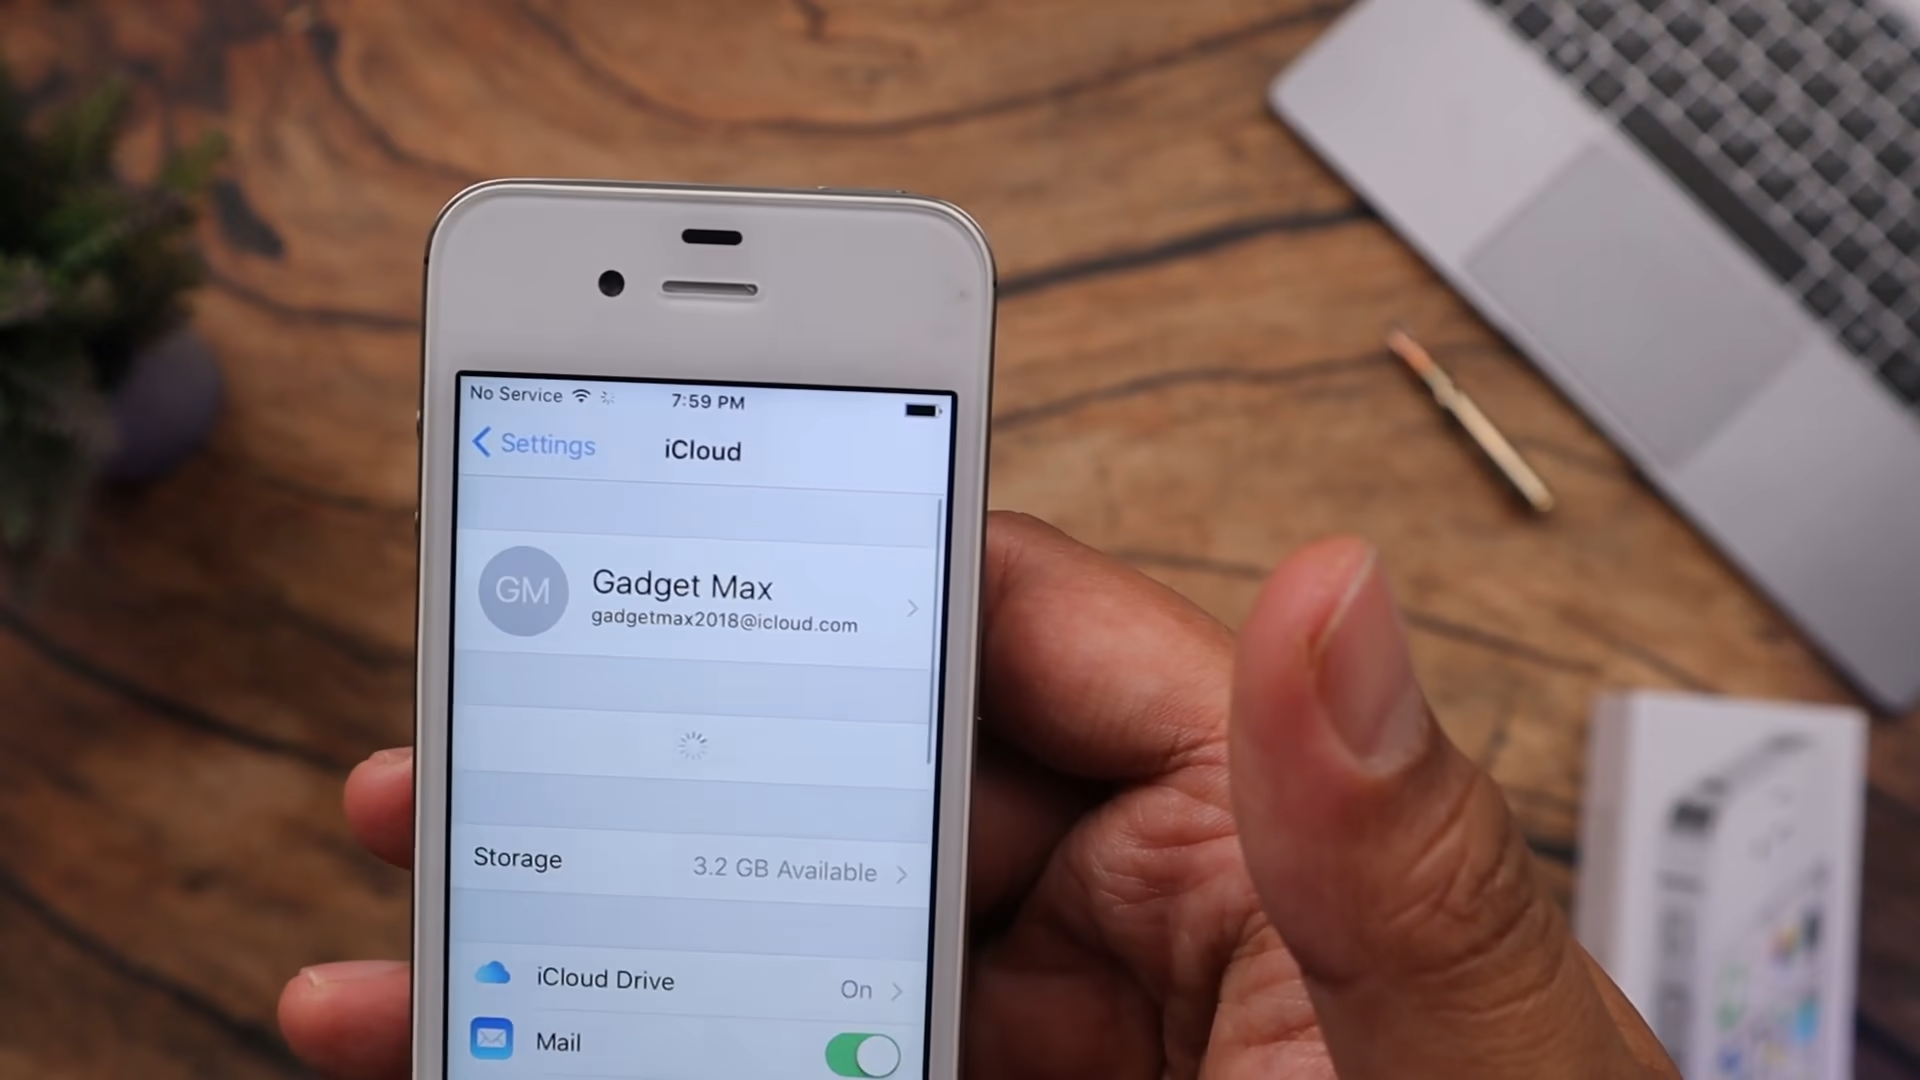 No Service 7:59 PM
Settings iCloud
GM
Gadget Max
gadgetmax2018@icloud.com
Storage 3.2 GB Available
iCloud Drive On
Mail